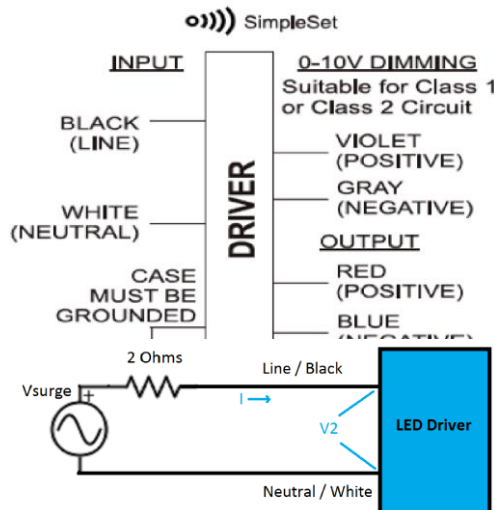 SimpleSet
INPUT
0-10V DIMMING
Suitable for Class 1
or Class 2 Circuit
BLACK
(LINE)
VIOLET
(POSITIVE)
WHITE
(NEUTRAL)
GRAY
(NEGATIVE)
DRIVER
OUTPUT
CASE
MUST BE
GROUNDED
RED
(POSITIVE)
BLUE
(NEGATIVE)
2 Ohms
Line / Black
Vsurge
+
I →
V2
LED Driver
Neutral / White